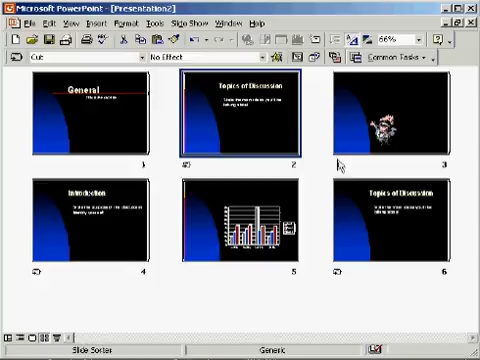 Microsoft PowerPoint - [Presentation2]
File Edit View Insert Format Tools Slide Show Window Help
66%
Cut No Effect Common Tasks
General
Topics of Discussion
1 2 3
Introduction
Topics of Discussion
4 5 6
Slide Sorter Generic